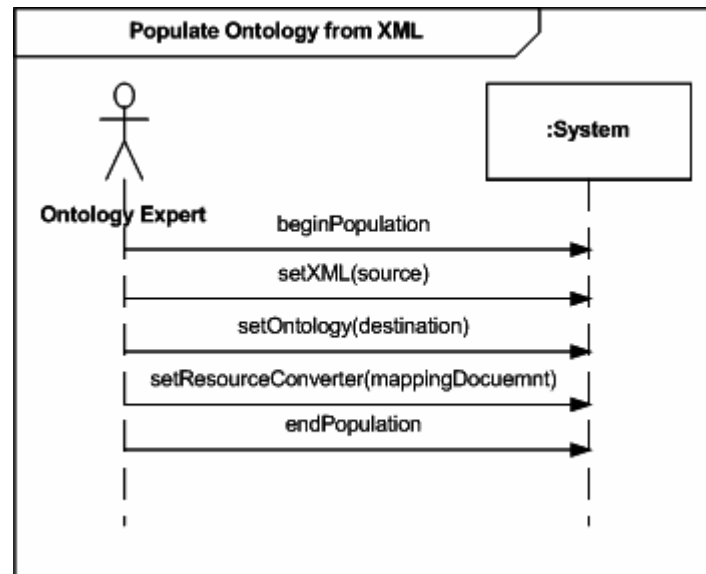 Populate Ontology from XML
:System
Ontology Expert
beginPopulation
setXML(source)
setOntology(destination)
setResourceConverter(mappingDocuemnt)
endPopulation